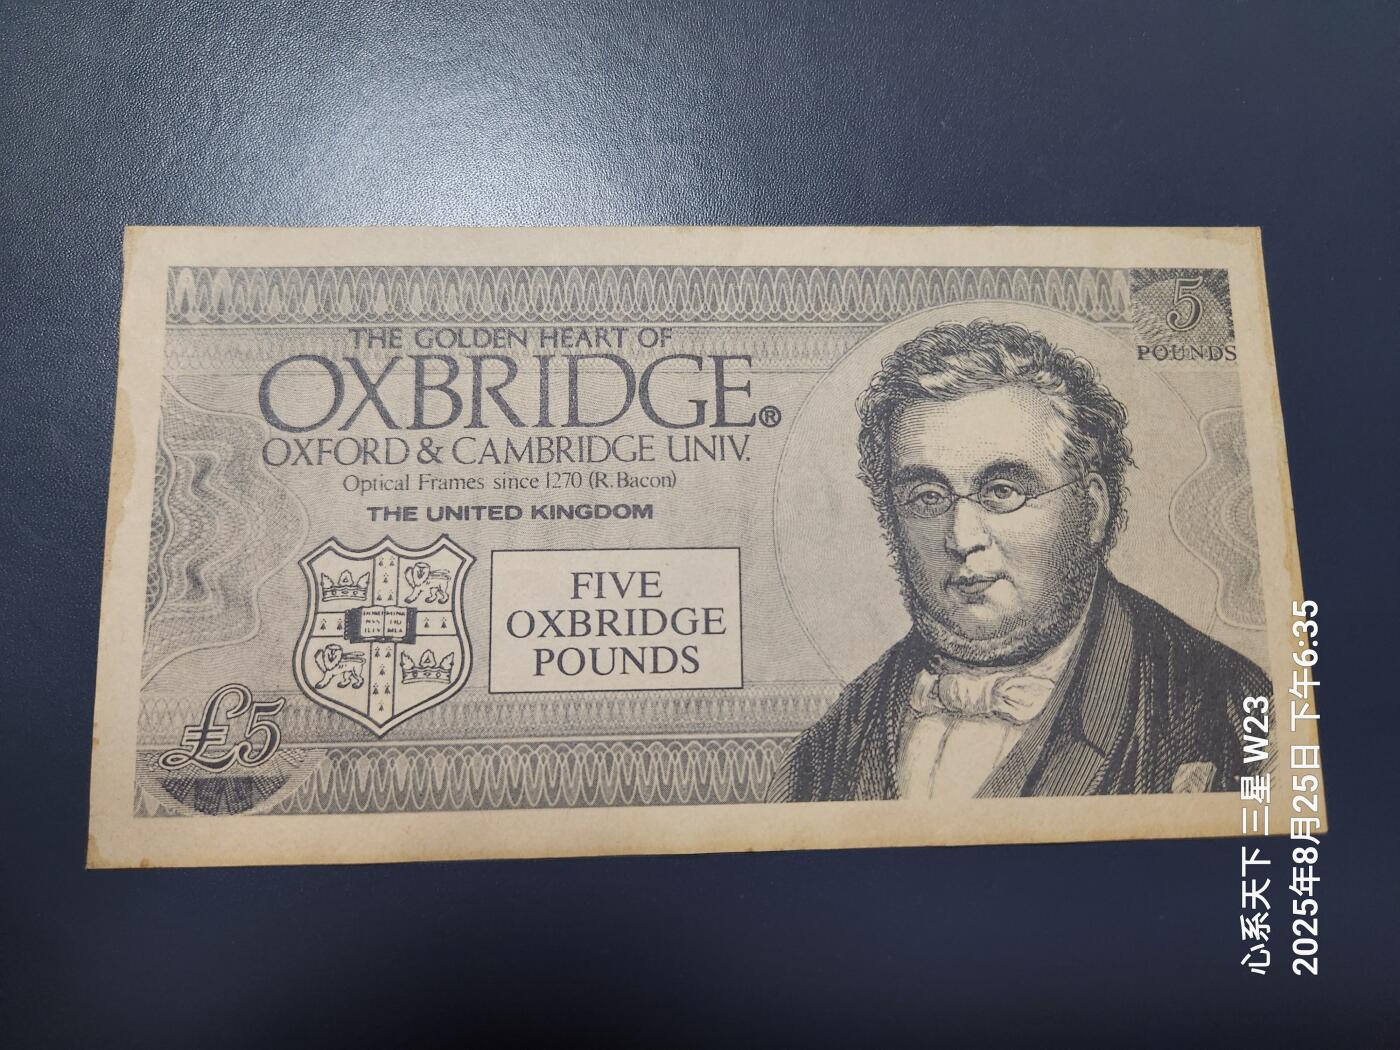 THE GOLDEN HEART OF
OXBRIDGE®
OXFORD & CAMBRIDGE UNIV.
Optical Frames since 1270 (R. Bacon)
THE UNITED KINGDOM
FIVE
OXBRIDGE
POUNDS
£5
5
POUNDS
心系天下 三星 W23
2025年8月25日 下午6:35